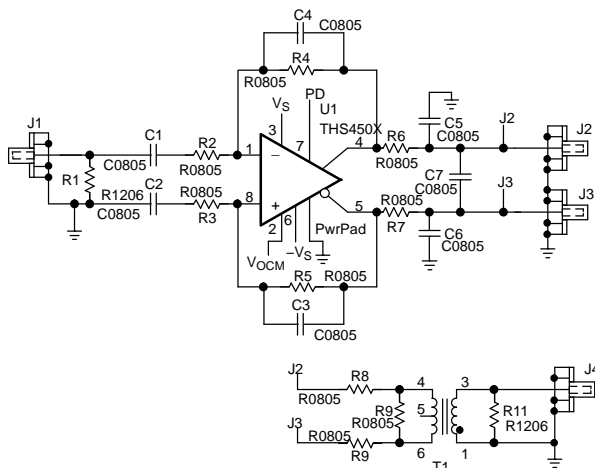 C4
R0805
R4
C0805
PD
VS
U1
3
7
THS450X
J1
C1
R2
1
4
R6
C5
C0805
J2
J2
C0805
R0805
R0805
C7
C0805
R1
R1206
C2
R0805
8
R0805
J3
J3
C0805
R3
+
−
5
R7
C6
C0805
2
6
PwrPad
VOCM
−VS
R5
R0805
C3
C0805
J2
R8
4
3
J4
R0805
R9
R0805
5
R11
R1206
J3
R0805
R9
6
1
T1